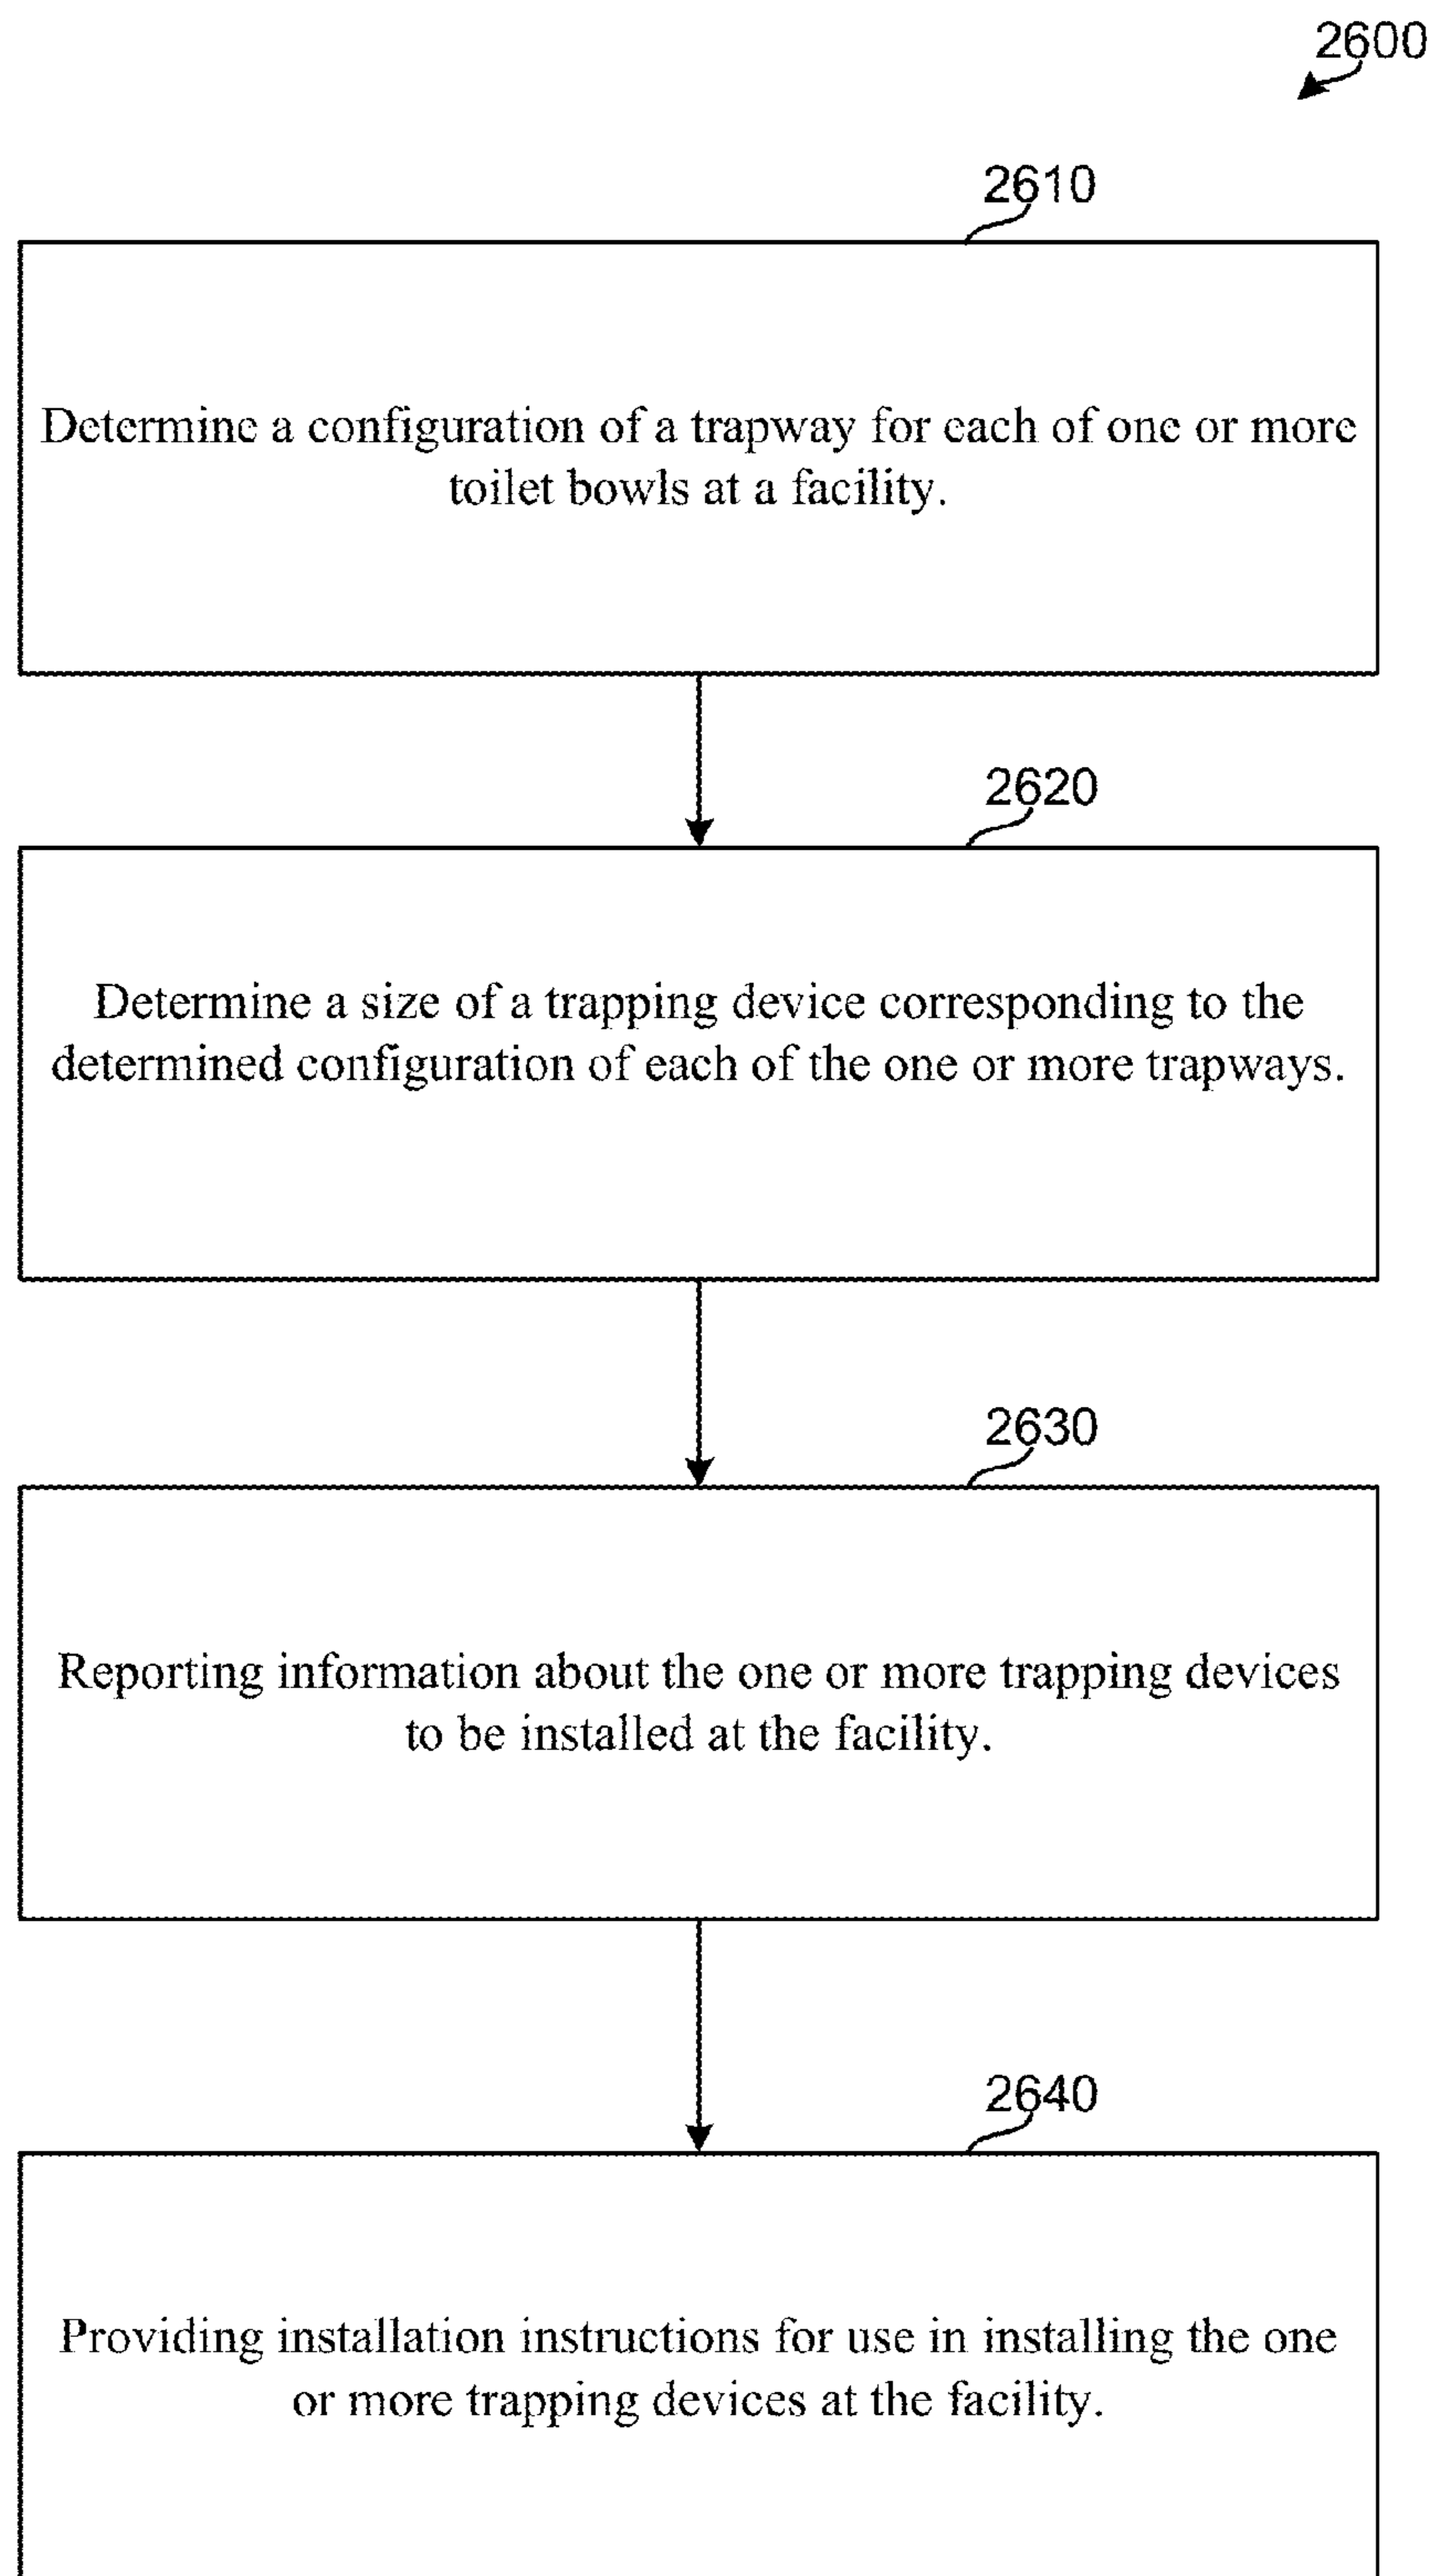 2600
2610
Determine a configuration of a trapway for each of one or more
toilet bowls at a facility.
2620
Determine a size of a trapping device corresponding to the
determined configuration of each of the one or more trapways.
2630
Reporting information about the one or more trapping devices
to be installed at the facility.
2640
Providing installation instructions for use in installing the one
or more trapping devices at the facility.